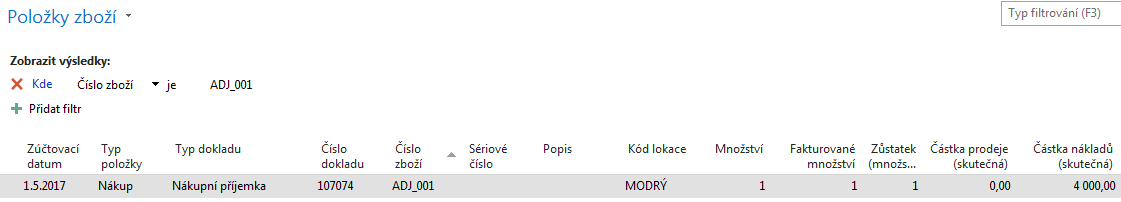 Položky zboží
Typ filtrování (F3)
Zobrazit výsledky:
Kde Číslo zboží je ADJ_001
Přidat filtr
Zúčtovací datum Typ položky Typ dokladu Číslo dokladu Číslo zboží Sériové číslo Popis Kód lokace Množství Fakturované množství Zůstatek (množs... Částka prodeje (skutečná) Částka nákladů (skutečná)
1.5.2017 Nákup Nákupní příjemka 107074 ADJ_001 MODRÝ 1 1 1 0,00 4 000,00